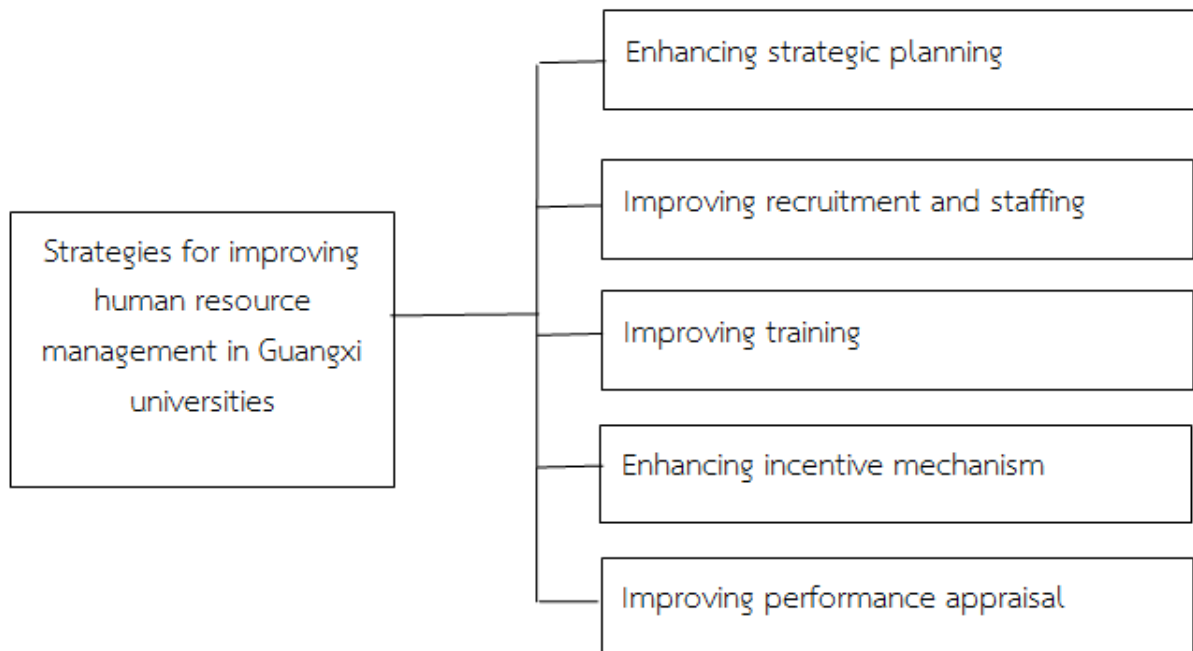 Enhancing strategic planning
Improving recruitment and staffing
Strategies for improving
human resource
management in Guangxi
universities
Improving training
Enhancing incentive mechanism
Improving performance appraisal